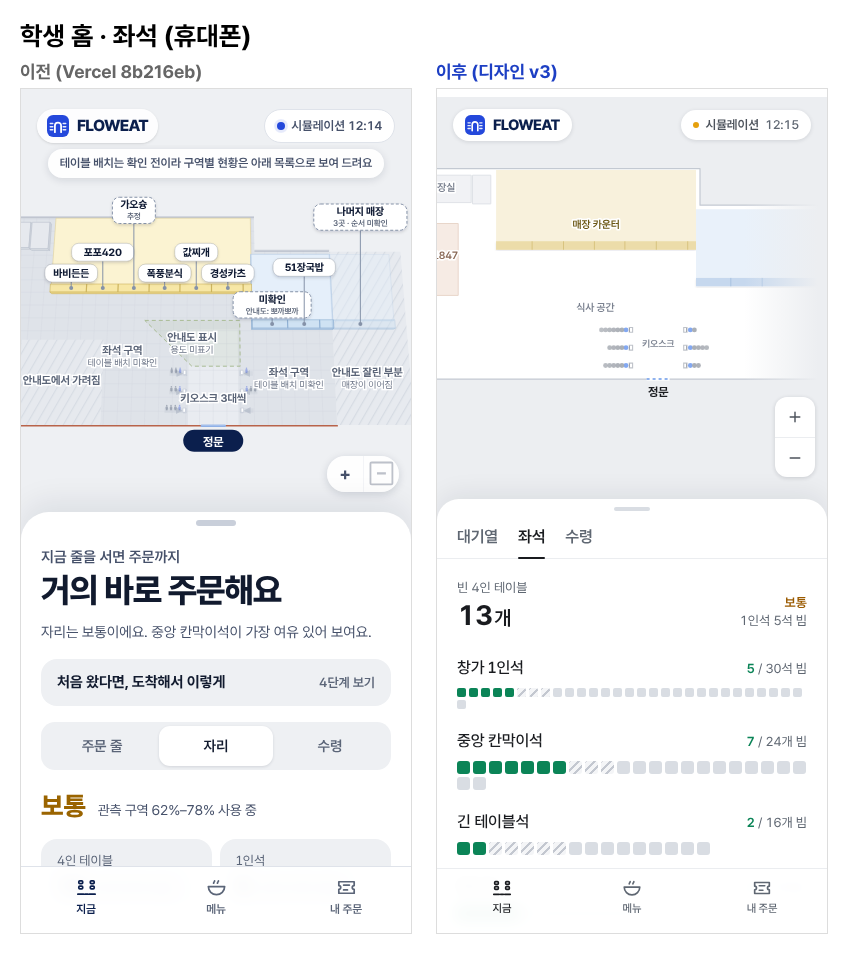 학생 홈 · 좌석 (휴대폰)
이전 (Vercel 8b216eb)
FLOWEAT
시뮬레이션 12:14
테이블 배치는 확인 전이라 구역별 현황은 아래 목록으로 보여 드려요
가오슝
추정
나머지 매장
3곳 · 순서 미확인
포포420
값찌개
바비든든
폭풍분식
경성카츠
51장국밥
미확인
안내도: 뽀까뽀까
안내도 표시
용도 미표기
좌석 구역
테이블 배치 미확인
안내도에서 가려짐
좌석 구역
테이블 배치 미확인
안내도 잘린 부분
매장이 이어짐
키오스크 3대씩
정문
+
−
지금 줄을 서면 주문까지
거의 바로 주문해요
자리는 보통이에요. 중앙 칸막이석이 가장 여유 있어 보여요.
처음 왔다면, 도착해서 이렇게
4단계 보기
주문 줄
자리
수령
보통
관측 구역 62%–78% 사용 중
4인 테이블
1인석
지금
메뉴
내 주문
이후 (디자인 v3)
FLOWEAT
시뮬레이션 12:15
장실
매장 카운터
.847
식사 공간
키오스크
정문
+
−
대기열
좌석
수령
빈 4인 테이블
13개
보통
1인석 5석 빔
창가 1인석
5 / 30석 빔
중앙 칸막이석
7 / 24개 빔
긴 테이블석
2 / 16개 빔
지금
메뉴
내 주문